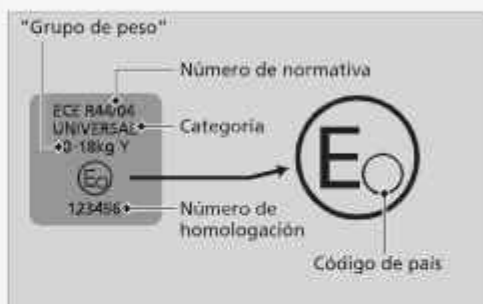 "Grupo de peso"
Número de normativa
ECE R44/04
UNIVERSAL
Categoría
0-18kg Y
E
E
123456
Número de
homologación
Código de país